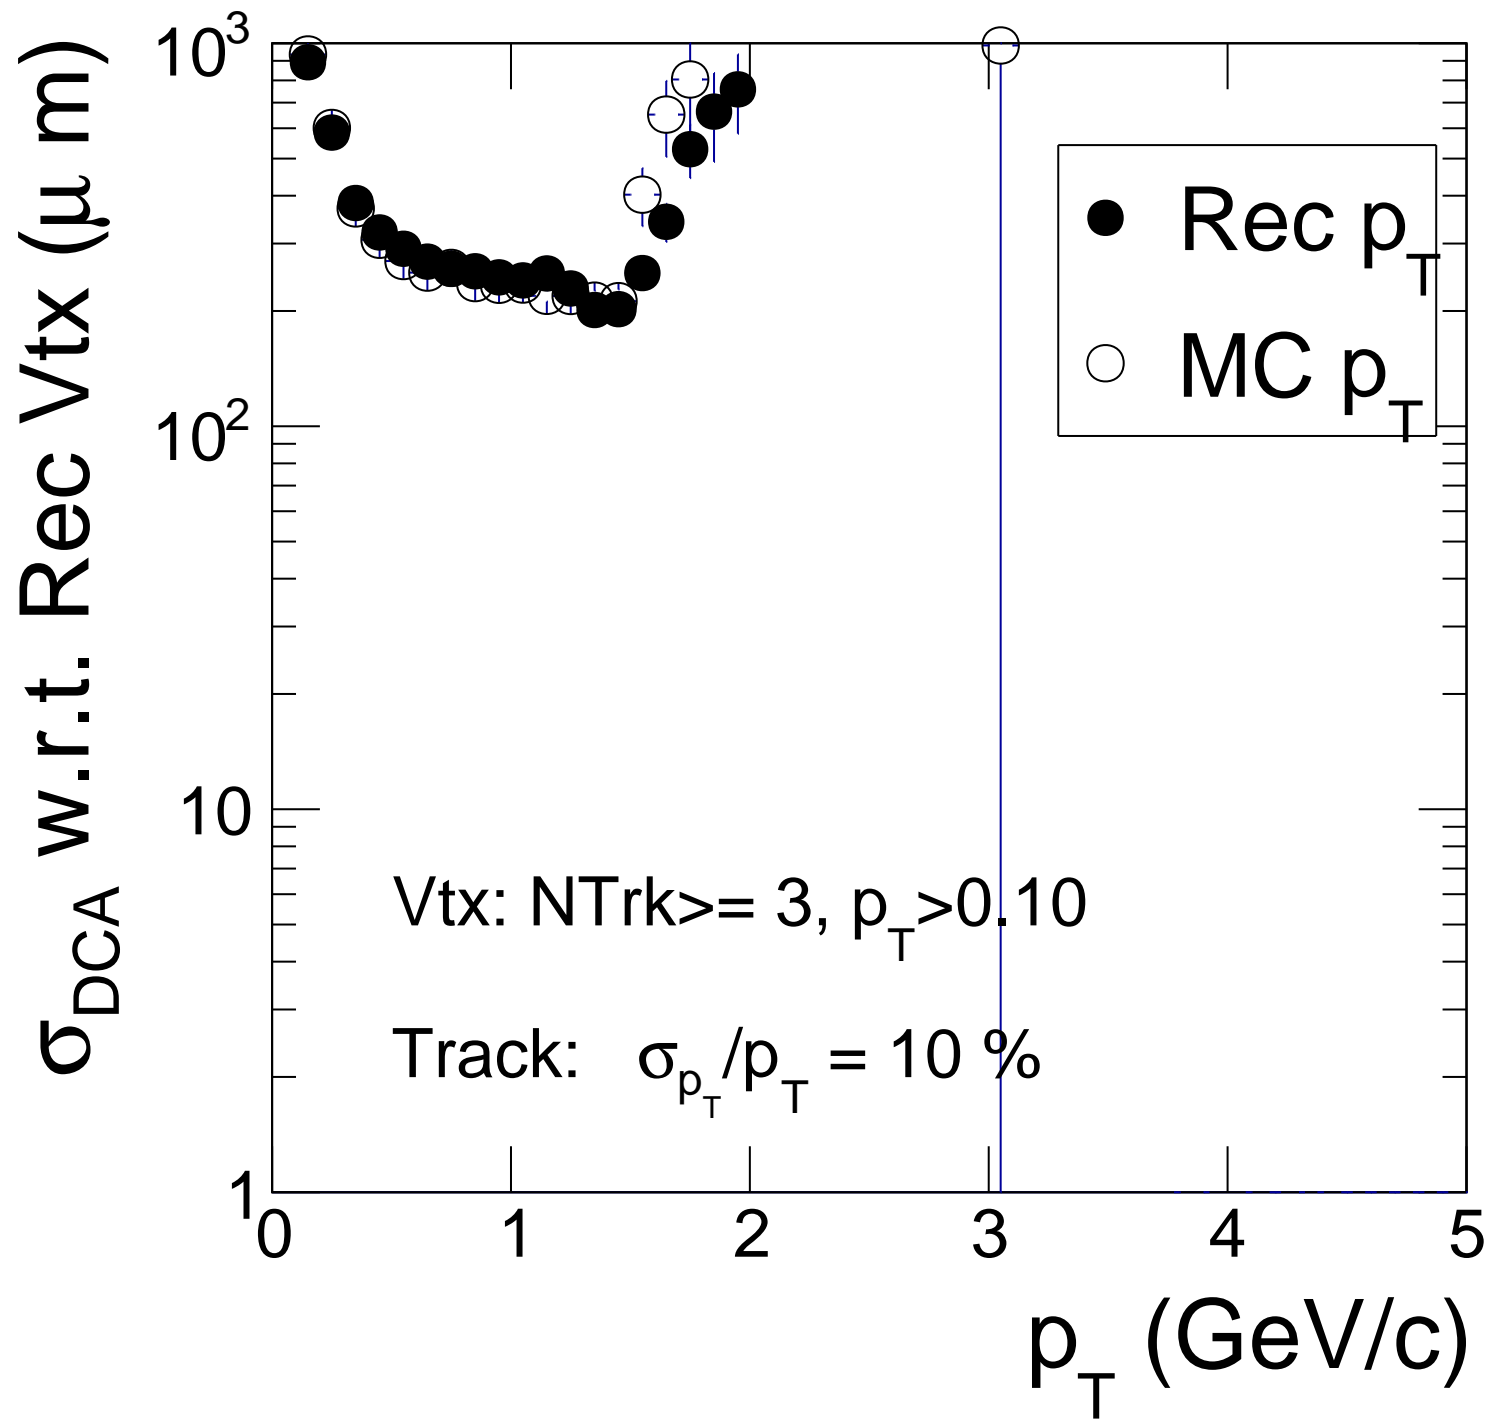 σDCA w.r.t. Rec Vtx (μ m)
10³
10²
10
1
Rec pT
MC pT
Vtx: NTrk>= 3, pT>0.10
Track: σpT/pT = 10 %
0 1 2 3 4 5
pT (GeV/c)